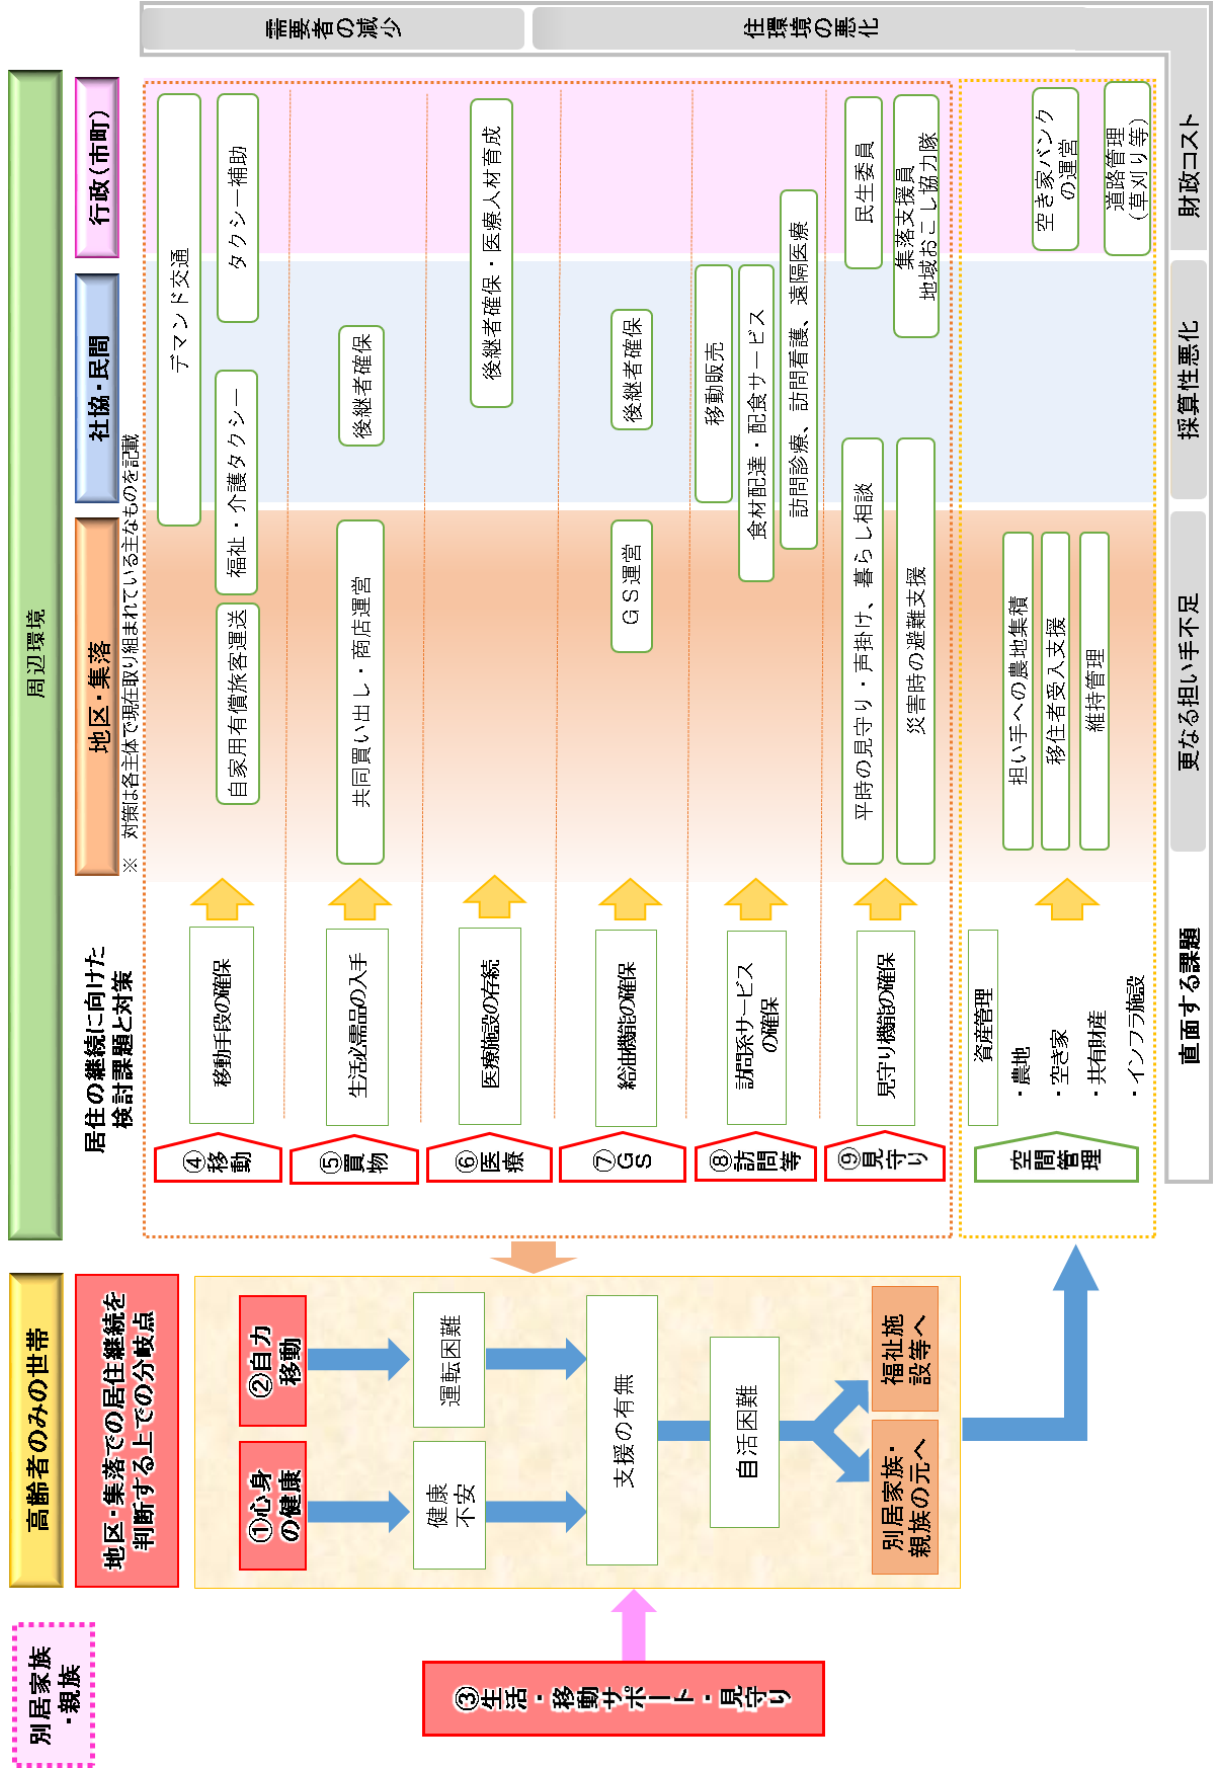 別居家族
・親族
高齢者のみの世帯
周辺環境
地区・集落での居住継続を
判断する上での分岐点
居住の継続に向けた
検討課題と対策
地区・集落
社協・民間
行政(市町)
※　対策は各主体で現在取り組まれている主なものを記載
③生活・移動サポート・見守り
①心身
の健康
②自力
移動
健康
不安
運転困難
支援の有無
自活困難
別居家族・
親族の元へ
福祉施
設等へ
④移動
移動手段の確保
デマンド交通
自家用有償旅客運送
福祉・介護タクシー
タクシー補助
⑤買物
生活必需品の入手
共同買い出し・商店運営
後継者確保
⑥医療
医療施設の存続
後継者確保・医療人材育成
⑦GS
給油機能の確保
GS運営
後継者確保
⑧訪問等
訪問系サービス
の確保
移動販売
食材配達・配食サービス
訪問診療、訪問看護、遠隔医療
⑨見守り
見守り機能の確保
平時の見守り・声掛け、暮らし相談
民生委員
災害時の避難支援
集落支援員
地域おこし協力隊
空間管理
資産管理
・農地
・空き家
・共有財産
・インフラ施設
担い手への農地集積
移住者受入支援
維持管理
空き家バンク
の運営
道路管理
(草刈り等)
直面する課題
更なる担い手不足
採算性悪化
財政コスト
需要者の減少
住環境の悪化